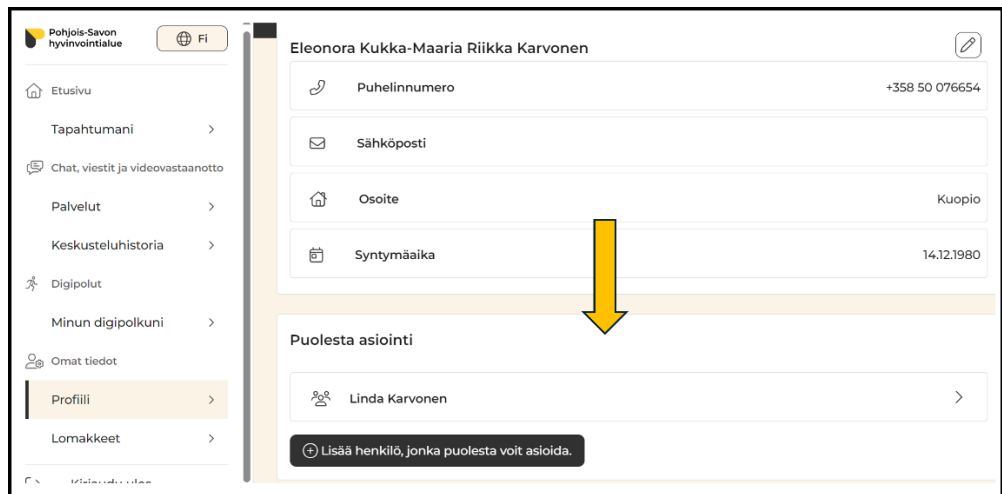 Pohjois-Savon
hyvinvointialue
Fi
Etusivu
Tapahtumani
Chat, viestit ja videovastaanotto
Palvelut
Keskusteluhistoria
Digipolut
Minun digipolkuni
Omat tiedot
Profiili
Lomakkeet
Kirjaudu ulos
Eleonora Kukka-Maaria Riikka Karvonen
Puhelinnumero +358 50 076654
Sähköposti
Osoite Kuopio
Syntymäaika 14.12.1980
Puolesta asiointi
Linda Karvonen
Lisää henkilö, jonka puolesta voit asioida.